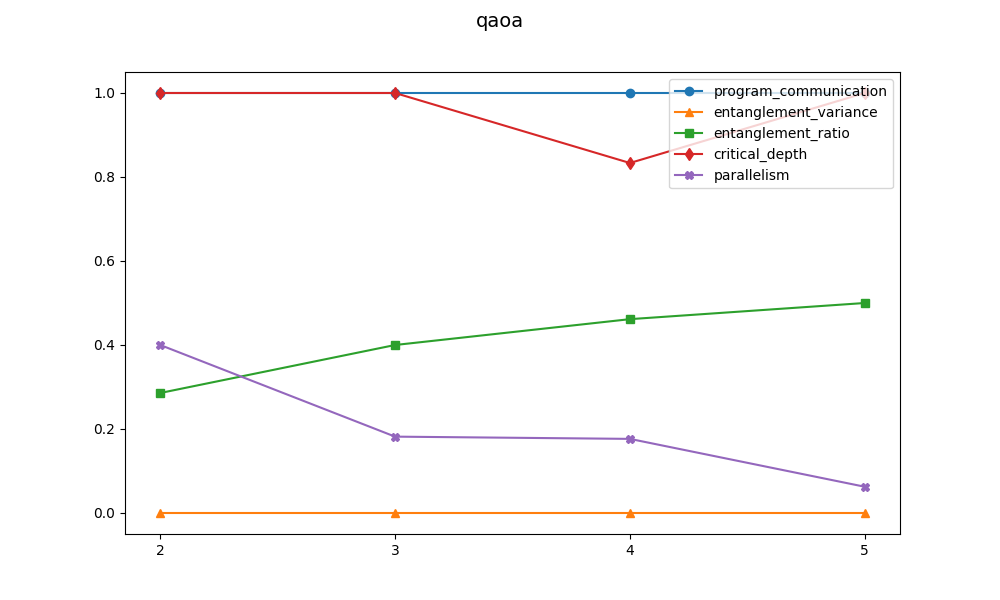 qaoa
1.0
0.8
0.6
0.4
0.2
0.0
2 3 4 5
program_communication
entanglement_variance
entanglement_ratio
critical_depth
parallelism